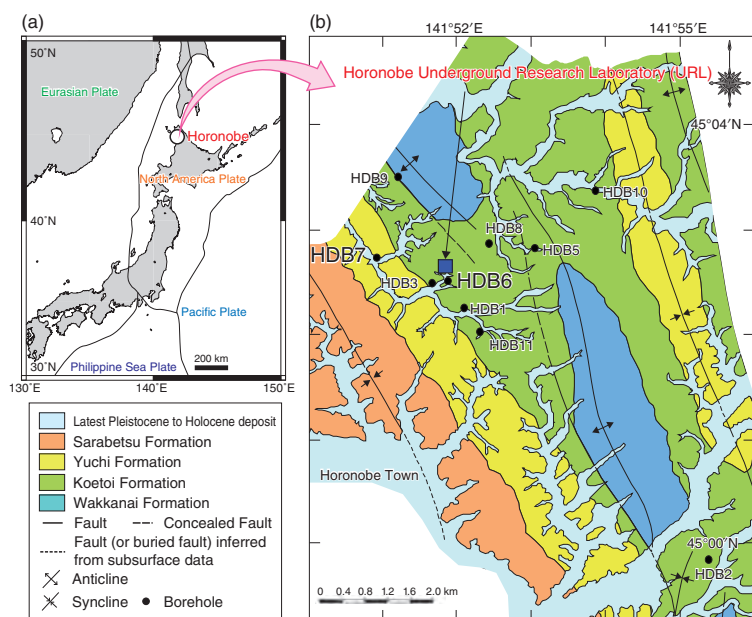 (a)
50˚N
Eurasian Plate
Horonobe
North America Plate
40˚N
Pacific Plate
200 km
Philippine Sea Plate
30˚N
130˚E
140˚E
150˚E
Latest Pleistocene to Holocene deposit
Sarabetsu Formation
Yuchi Formation
Koetoi Formation
Wakkanai Formation
Fault
Concealed Fault
Fault (or buried fault) inferred
from subsurface data
Anticline
Syncline
Borehole
(b)
141°52′E
141°55′E
Horonobe Underground Research Laboratory (URL)
45°04′N
HDB9
HDB10
HDB8
HDB5
HDB7
HDB3
HDB6
HDB1
HDB11
Horonobe Town
45°00′N
HDB2
0 0.4 0.8 1.2 1.6 2.0 km